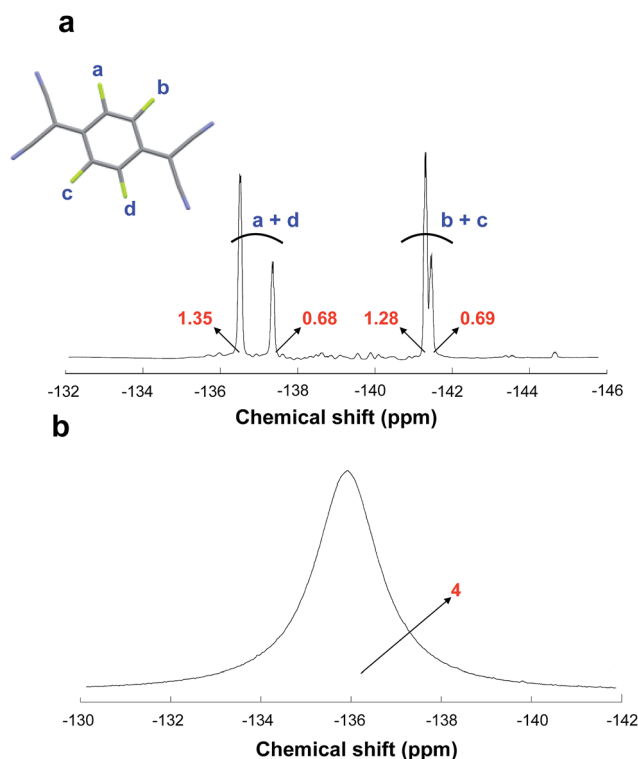 a
a
b
c
d
a + d
b + c
1.35
0.68
1.28
0.69
-132
-134
-136
-138
-140
-142
-144
-146
Chemical shift (ppm)
b
4
-130
-132
-134
-136
-138
-140
-142
Chemical shift (ppm)